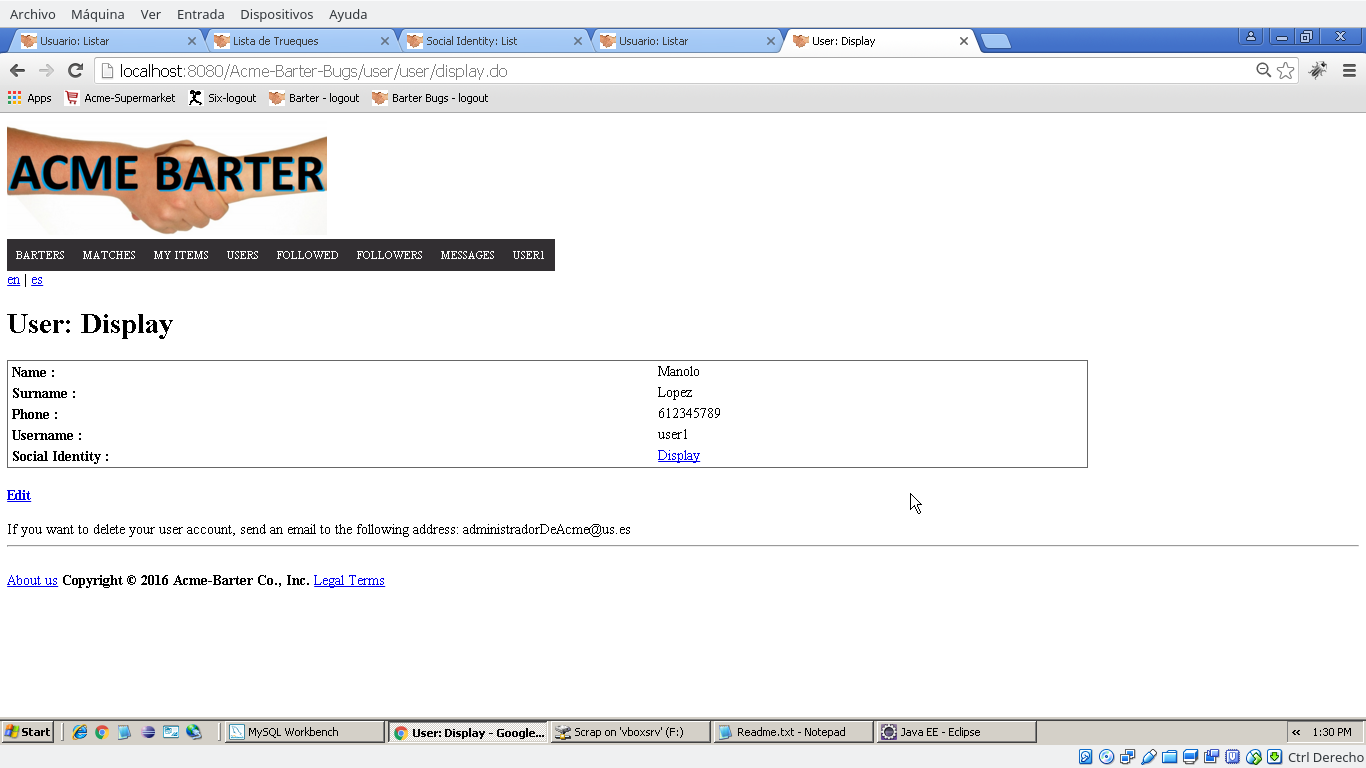 Archivo Máquina Ver Entrada Dispositivos Ayuda
Usuario: Listar Lista de Trueques Social Identity: List Usuario: Listar User: Display
localhost:8080/Acme-Barter-Bugs/user/user/display.do
Apps Acme-Supermarket Six-logout Barter - logout Barter Bugs - logout
ACME BARTER
BARTERS MATCHES MY ITEMS USERS FOLLOWED FOLLOWERS MESSAGES USER1
en | es
User: Display
Name : Manolo
Surname : Lopez
Phone : 612345789
Username : user1
Social Identity : Display
Edit
If you want to delete your user account, send an email to the following address: administradorDeAcme@us.es
About us Copyright © 2016 Acme-Barter Co., Inc. Legal Terms
Start MySQL Workbench User: Display - Google... Scrap on 'vboxsrv' (F:) Readme.txt - Notepad Java EE - Eclipse « 1:30 PM
Ctrl Derecho